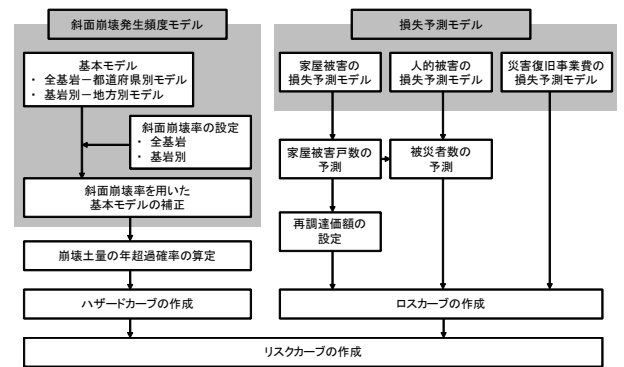 斜面崩壊発生頻度モデル
基本モデル
・ 全基岩－都道府県別モデル
・ 基岩別－地方別モデル
斜面崩壊率の設定
・ 全基岩
・ 基岩別
斜面崩壊率を用いた
基本モデルの補正
崩壊土量の年超過確率の算定
ハザードカーブの作成
損失予測モデル
家屋被害の
損失予測モデル
人的被害の
損失予測モデル
災害復旧事業費の
損失予測モデル
家屋被害戸数の
予測
被災者数の
予測
再調達価額の
設定
ロスカーブの作成
リスクカーブの作成